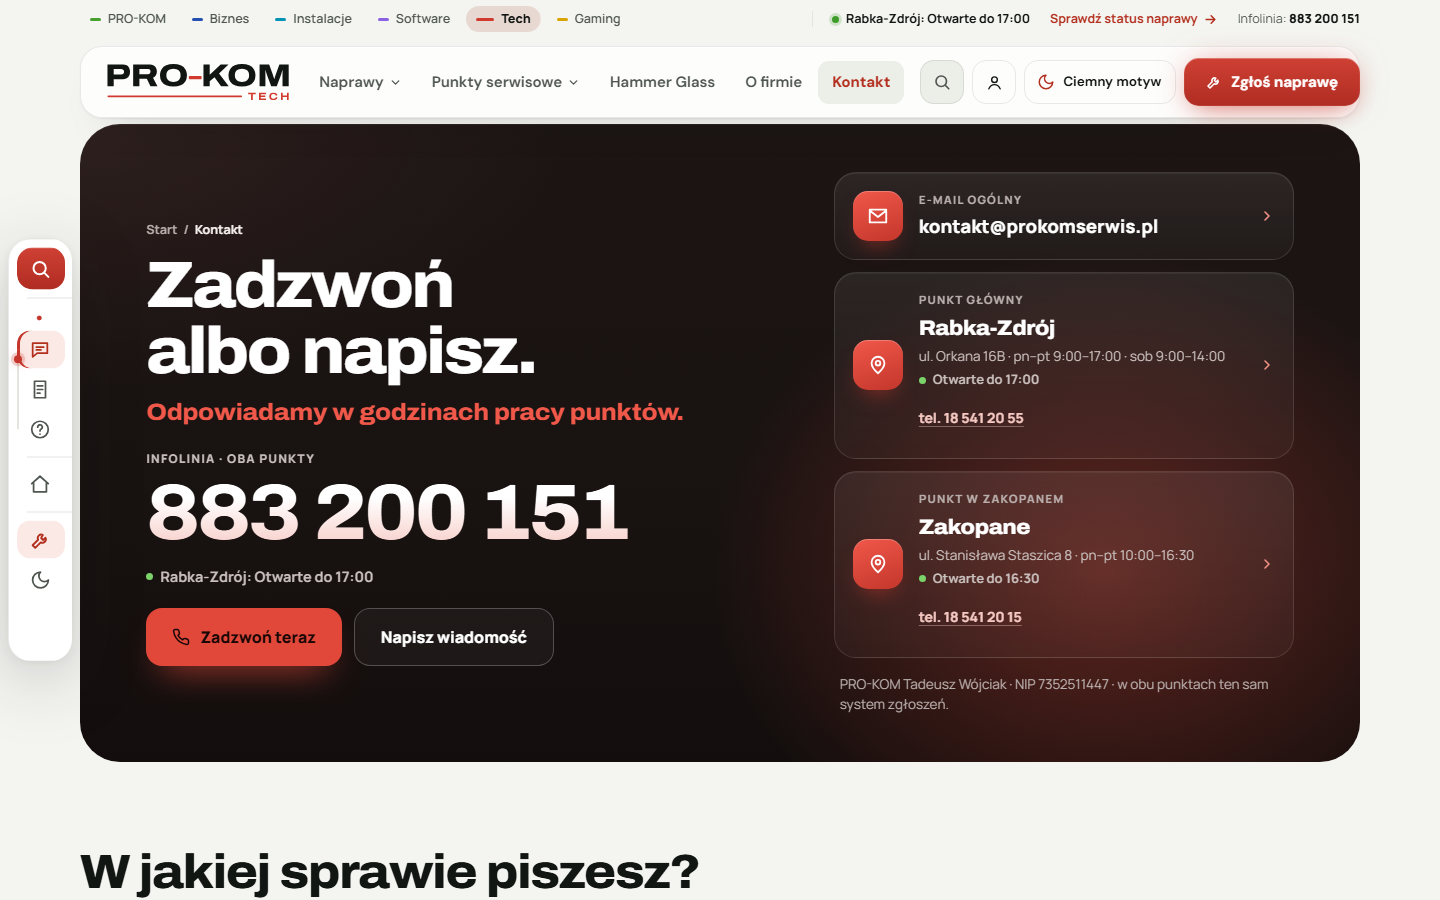 PRO-KOM Biznes Instalacje Software Tech Gaming Rabka-Zdrój: Otwarte do 17:00 Sprawdź status naprawy → Infolinia: 883 200 151
PRO-KOM TECH Naprawy Punkty serwisowe Hammer Glass O firmie Kontakt Ciemny motyw Zgłoś naprawę
Start / Kontakt
Zadzwoń
albo napisz.
Odpowiadamy w godzinach pracy punktów.
INFOLINIA · OBA PUNKTY
883 200 151
Rabka-Zdrój: Otwarte do 17:00
Zadzwoń teraz Napisz wiadomość
E-MAIL OGÓLNY
kontakt@prokomserwis.pl
PUNKT GŁÓWNY
Rabka-Zdrój
ul. Orkana 16B · pn–pt 9:00–17:00 · sob 9:00–14:00
Otwarte do 17:00
tel. 18 541 20 55
PUNKT W ZAKOPANEM
Zakopane
ul. Stanisława Staszica 8 · pn–pt 10:00–16:30
Otwarte do 16:30
tel. 18 541 20 15
PRO-KOM Tadeusz Wójciak · NIP 7352511447 · w obu punktach ten sam
system zgłoszeń.
W jakiej sprawie piszesz?